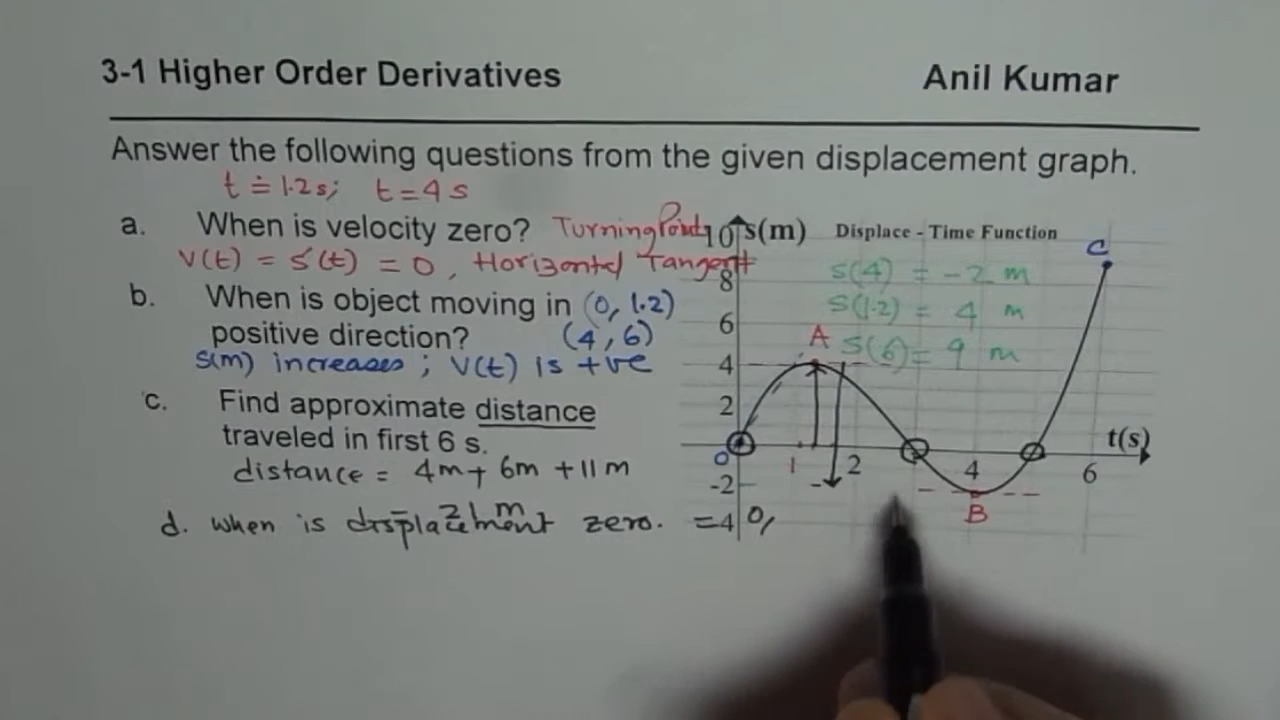 3-1 Higher Order Derivatives
Anil Kumar
Answer the following questions from the given displacement graph.
t ≐ 1.2s; t = 4s
a. When is velocity zero? Turning Point
V(t) = s'(t) = 0, Horizontal Tangent
b. When is object moving in (0, 1.2)
positive direction? (4, 6)
s(m) increases; V(t) is +ve
c. Find approximate distance
traveled in first 6 s.
distance = 4m + 6m + 11 m
= 21 m
d. when is displacement zero. = 0,
10 s(m)
Displace - Time Function
s(4) = -2 m
s(1.2) = 4 m
s(6) = 9 m
8
6
4
2
-2
-4
0
1
2
4
6
t(s)
A
B
C